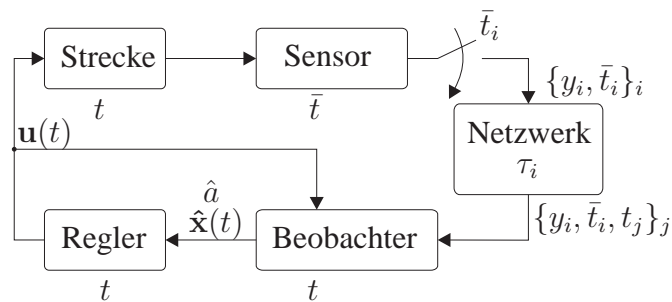 t̄ᵢ
Strecke
Sensor
t
t̄
{yᵢ, t̄ᵢ}ᵢ
Netzwerk
τᵢ
u(t)
â
x̂(t)
{yᵢ, t̄ᵢ, tⱼ}ⱼ
Regler
Beobachter
t
t